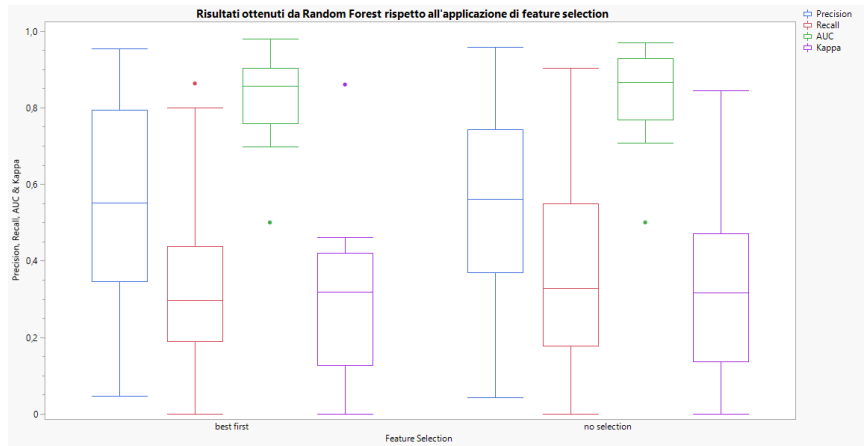 Risultati ottenuti da Random Forest rispetto all'applicazione di feature selection
Precision
Recall
AUC
Kappa
Precision, Recall, AUC & Kappa
1,0
0,8
0,6
0,4
0,2
0
best first
no selection
Feature Selection